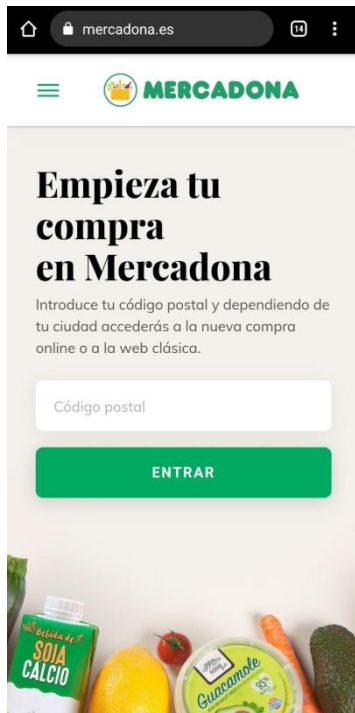 mercadona.es
14
MERCADONA
Empieza tu
compra
en Mercadona
Introduce tu código postal y dependiendo de
tu ciudad accederás a la nueva compra
online o a la web clásica.
Código postal
ENTRAR
Bebida de
SOIA
CALCIO
Guacamole
95%